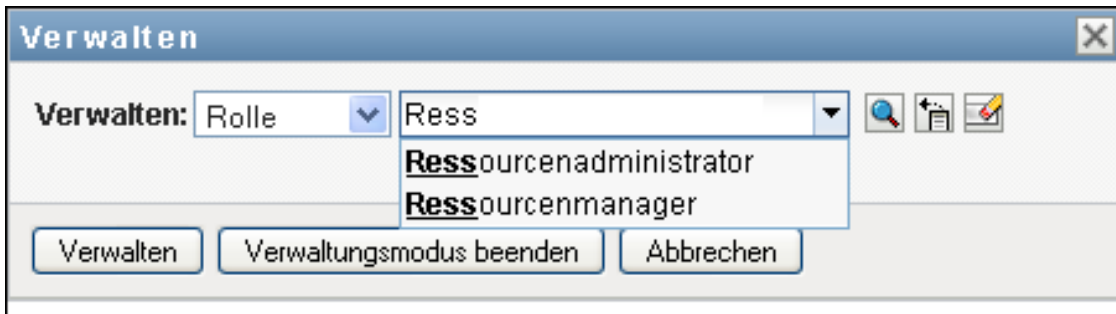 Verwalten
Verwalten: Rolle Ress
Ressourcenadministrator
Ressourcenmanager
Verwalten Verwaltungsmodus beenden Abbrechen